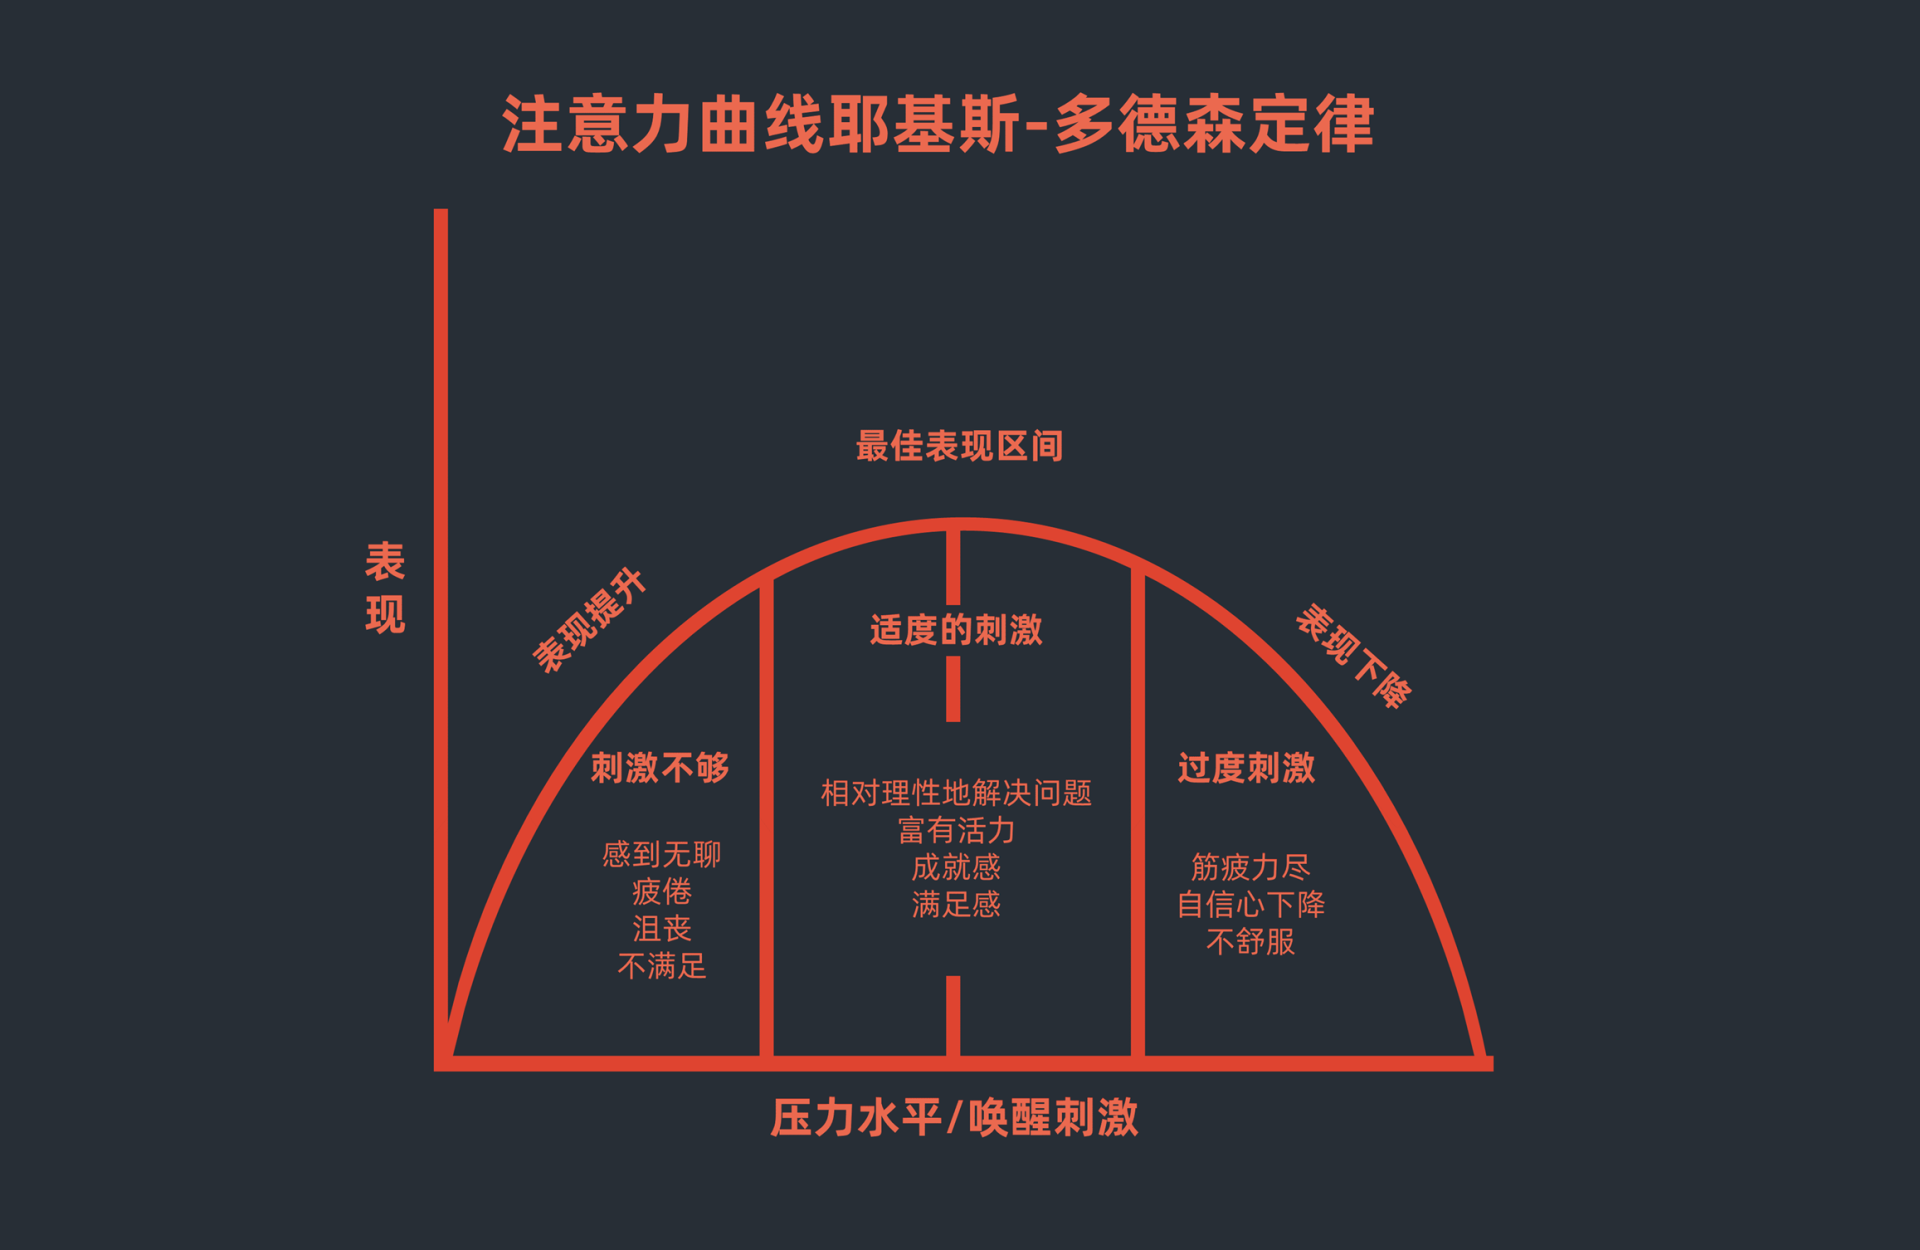 注意力曲线耶基斯-多德森定律
最佳表现区间
表现
表现提升
表现下降
适度的刺激
刺激不够
过度刺激
相对理性地解决问题
富有活力
成就感
满足感
感到无聊
疲倦
沮丧
不满足
筋疲力尽
自信心下降
不舒服
压力水平/唤醒刺激